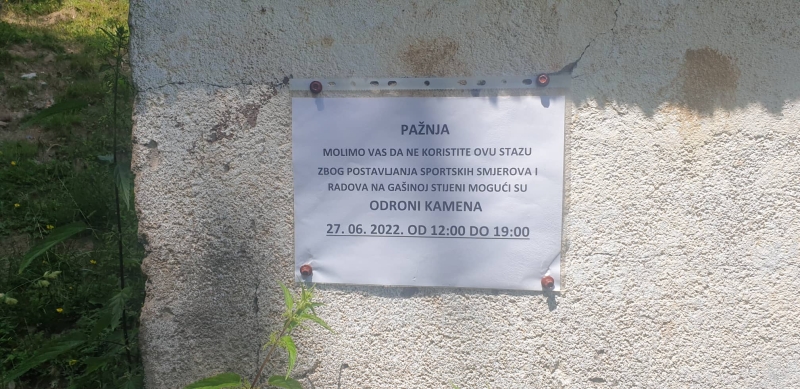 PAŽNJA
MOLIMO VAS DA NE KORISTITE OVU STAZU
ZBOG POSTAVLJANJA SPORTSKIH SMJEROVA I
RADOVA NA GAŠINOJ STIJENI MOGUĆI SU
ODRONI KAMENA
27. 06. 2022. OD 12:00 DO 19:00